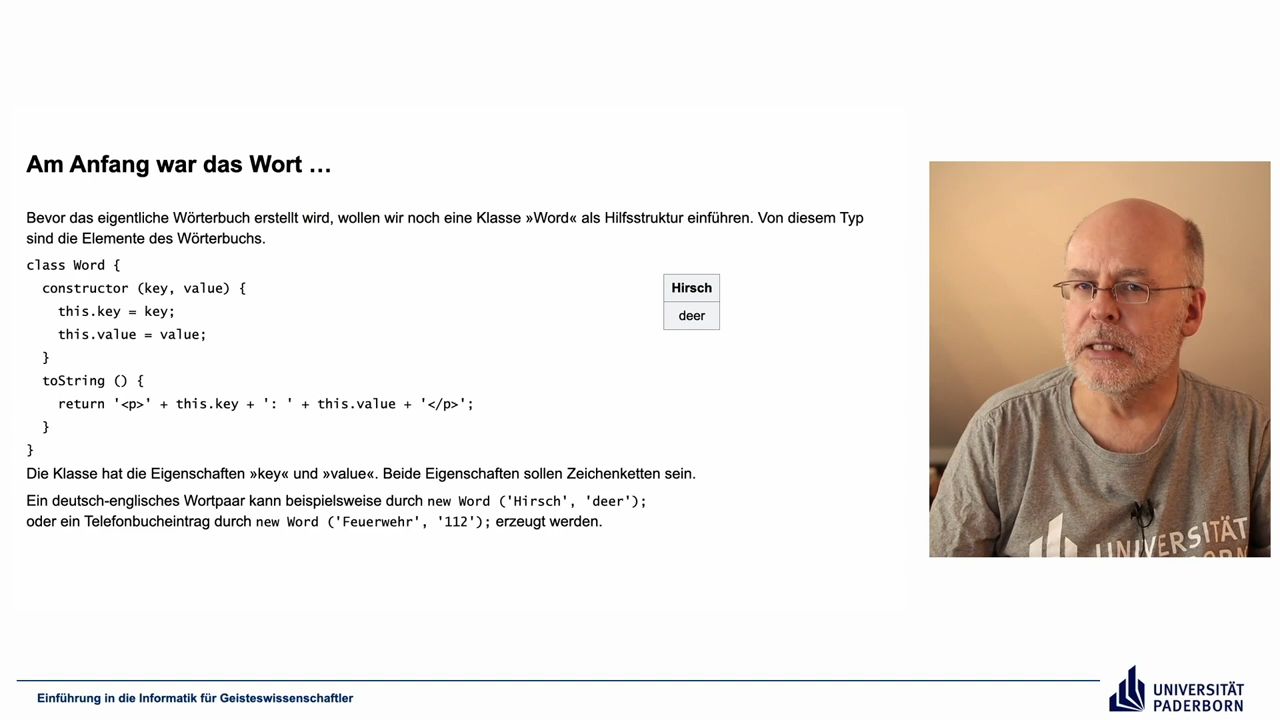 Am Anfang war das Wort …
Bevor das eigentliche Wörterbuch erstellt wird, wollen wir noch eine Klasse »Word« als Hilfsstruktur einführen. Von diesem Typ
sind die Elemente des Wörterbuchs.
class Word {
  constructor (key, value) {
    this.key = key;
    this.value = value;
  }
  toString () {
    return '<p>' + this.key + ': ' + this.value + '</p>';
  }
}
Hirsch
deer
Die Klasse hat die Eigenschaften »key« und »value«. Beide Eigenschaften sollen Zeichenketten sein.
Ein deutsch-englisches Wortpaar kann beispielsweise durch new Word ('Hirsch', 'deer');
oder ein Telefonbucheintrag durch new Word ('Feuerwehr', '112'); erzeugt werden.
UNIVERSITÄT
Einführung in die Informatik für Geisteswissenschaftler
UNIVERSITÄT
PADERBORN